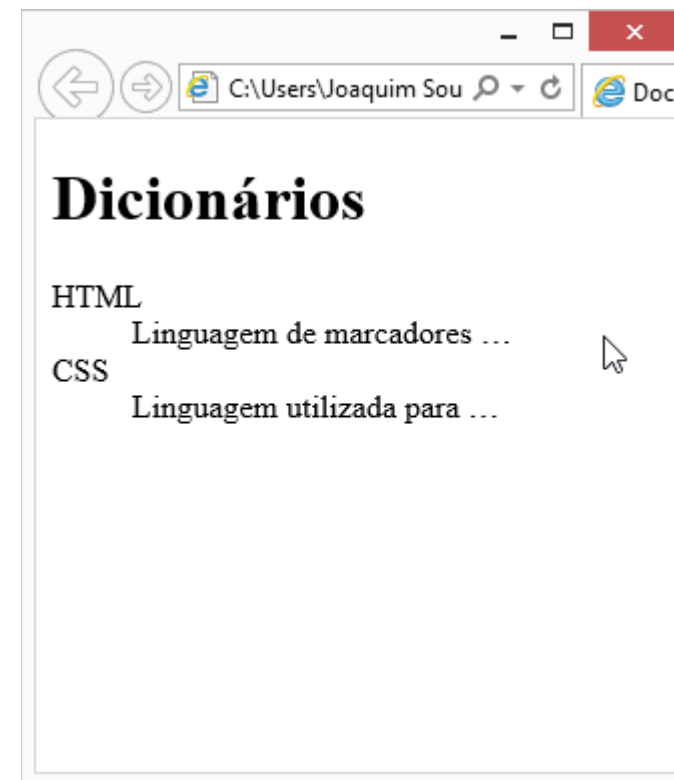 C:\Users\Joaquim Sou
Doc
Dicionários
HTML
Linguagem de marcadores …
CSS
Linguagem utilizada para …